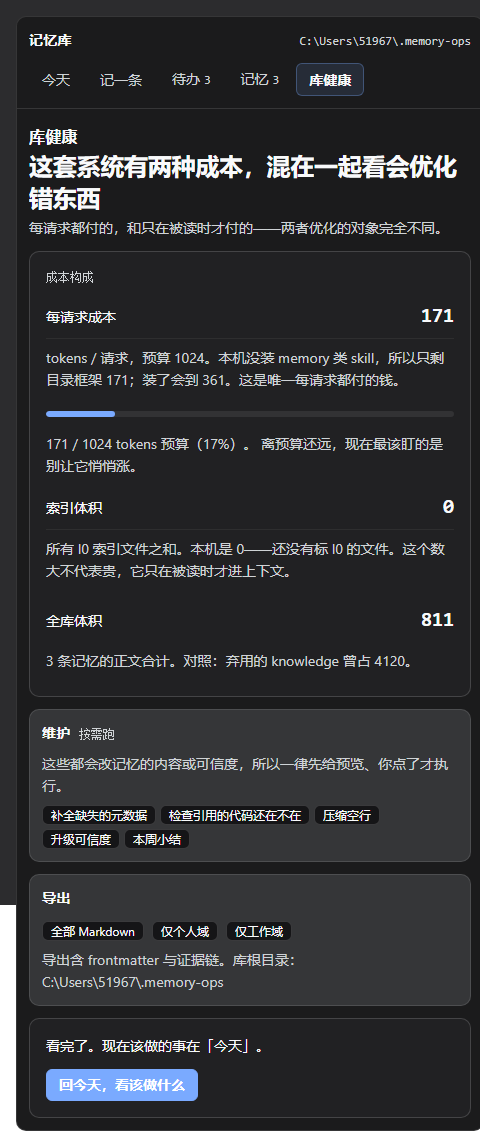 记忆库
C:\Users\51967\.memory-ops
今天 记一条 待办 3 记忆 3 库健康
库健康
这套系统有两种成本，混在一起看会优化
错东西
每请求都付的，和只在被读时才付的——两者优化的对象完全不同。
成本构成
每请求成本 171
tokens / 请求，预算 1024。本机没装 memory 类 skill，所以只剩
目录框架 171；装了会到 361。这是唯一每请求都付的钱。
171 / 1024 tokens 预算（17%）。 离预算还远，现在最该盯的是
别让它悄悄涨。
索引体积 0
所有 l0 索引文件之和。本机是 0——还没有标 l0 的文件。这个数
大不代表贵，它只在被读时才进上下文。
全库体积 811
3 条记忆的正文合计。对照：弃用的 knowledge 曾占 4120。
维护 按需跑
这些都会改记忆的内容或可信度，所以一律先给预览、你点了才执
行。
补全缺失的元数据 检查引用的代码还在不在 压缩空行
升级可信度 本周小结
导出
全部 Markdown 仅个人域 仅工作域
导出含 frontmatter 与证据链。库根目录：
C:\Users\51967\.memory-ops
看完了。现在该做的事在「今天」。
回今天，看该做什么